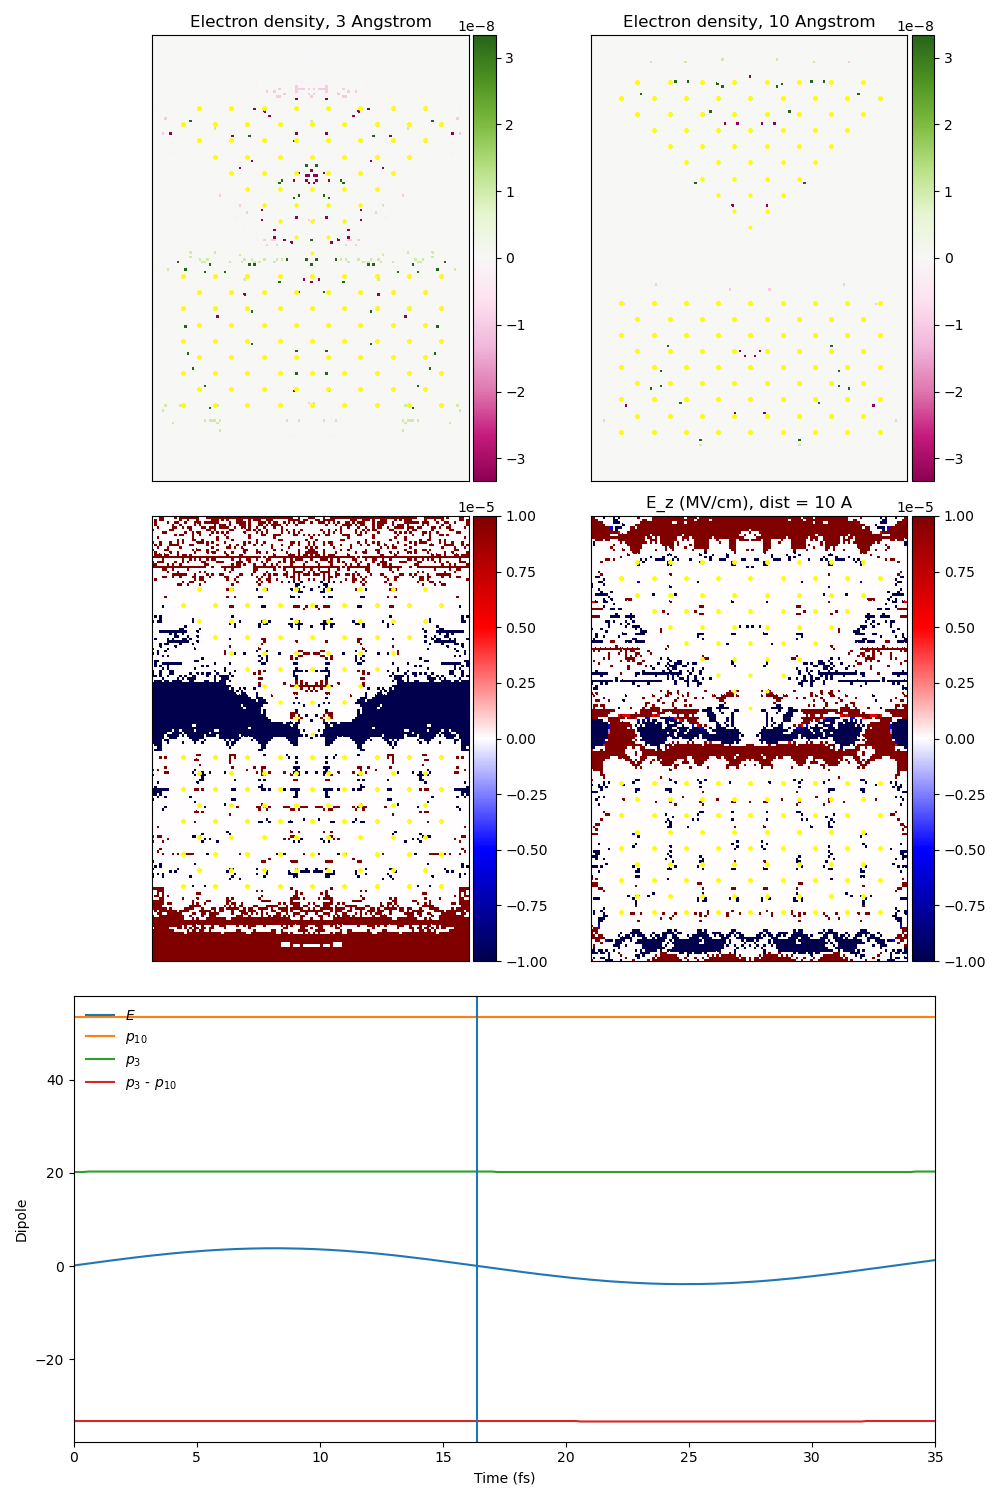 Electron density, 3 Angstrom
1e−8
3
2
1
0
−1
−2
−3
Electron density, 10 Angstrom
1e−8
3
2
1
0
−1
−2
−3
1e−5
1.00
0.75
0.50
0.25
0.00
−0.25
−0.50
−0.75
−1.00
E_z (MV/cm), dist = 10 A
1e−5
1.00
0.75
0.50
0.25
0.00
−0.25
−0.50
−0.75
−1.00
E
p10
p3
p3 - p10
40
20
0
−20
Dipole
0 5 10 15 20 25 30 35
Time (fs)